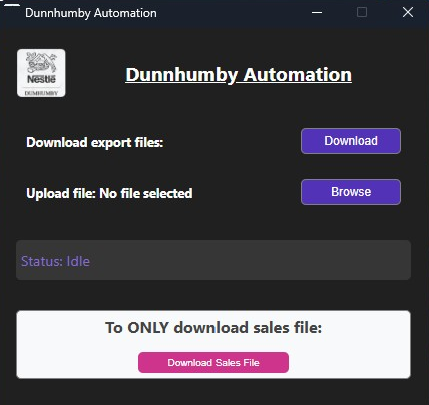 Dunnhumby Automation
Nestlé
DUNNHUMBY
Dunnhumby Automation
Download export files:
Download
Upload file: No file selected
Browse
Status: Idle
To ONLY download sales file:
Download Sales File